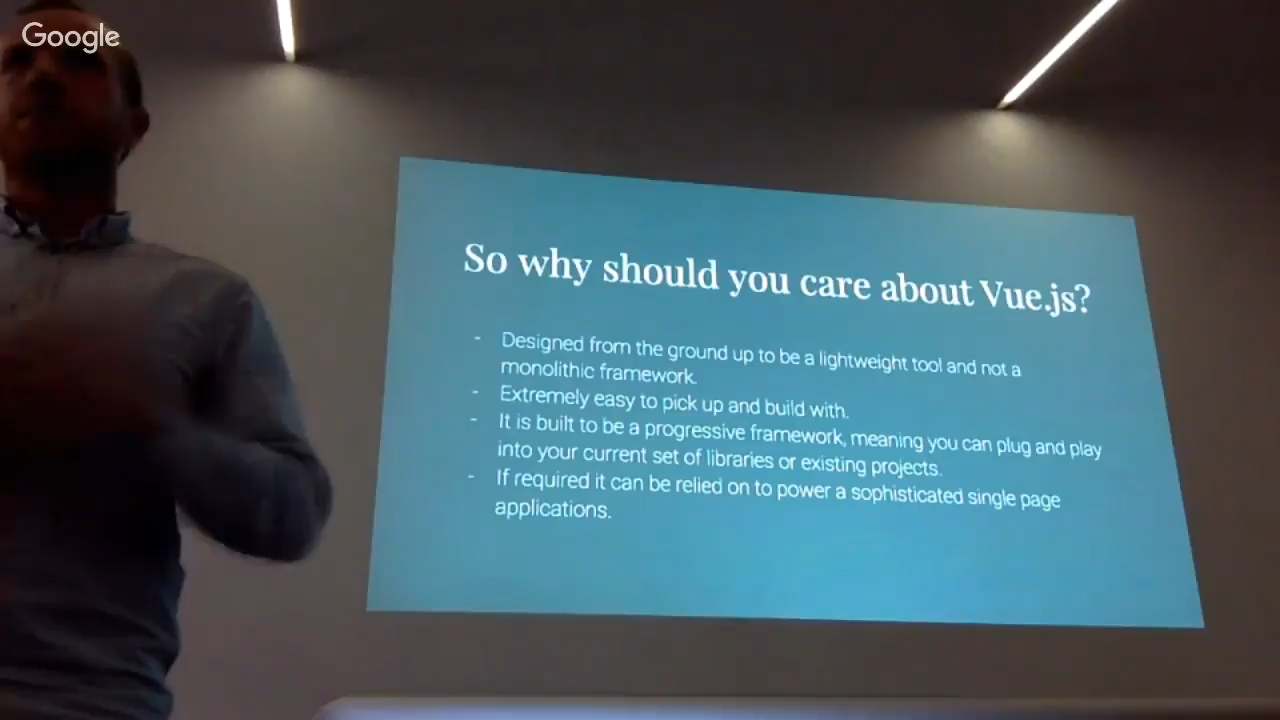 Google
So why should you care about Vue.js?
- Designed from the ground up to be a lightweight tool and not a
monolithic framework.
- Extremely easy to pick up and build with.
- It is built to be a progressive framework, meaning you can plug and play
into your current set of libraries or existing projects.
- If required it can be relied on to power a sophisticated single page
applications.